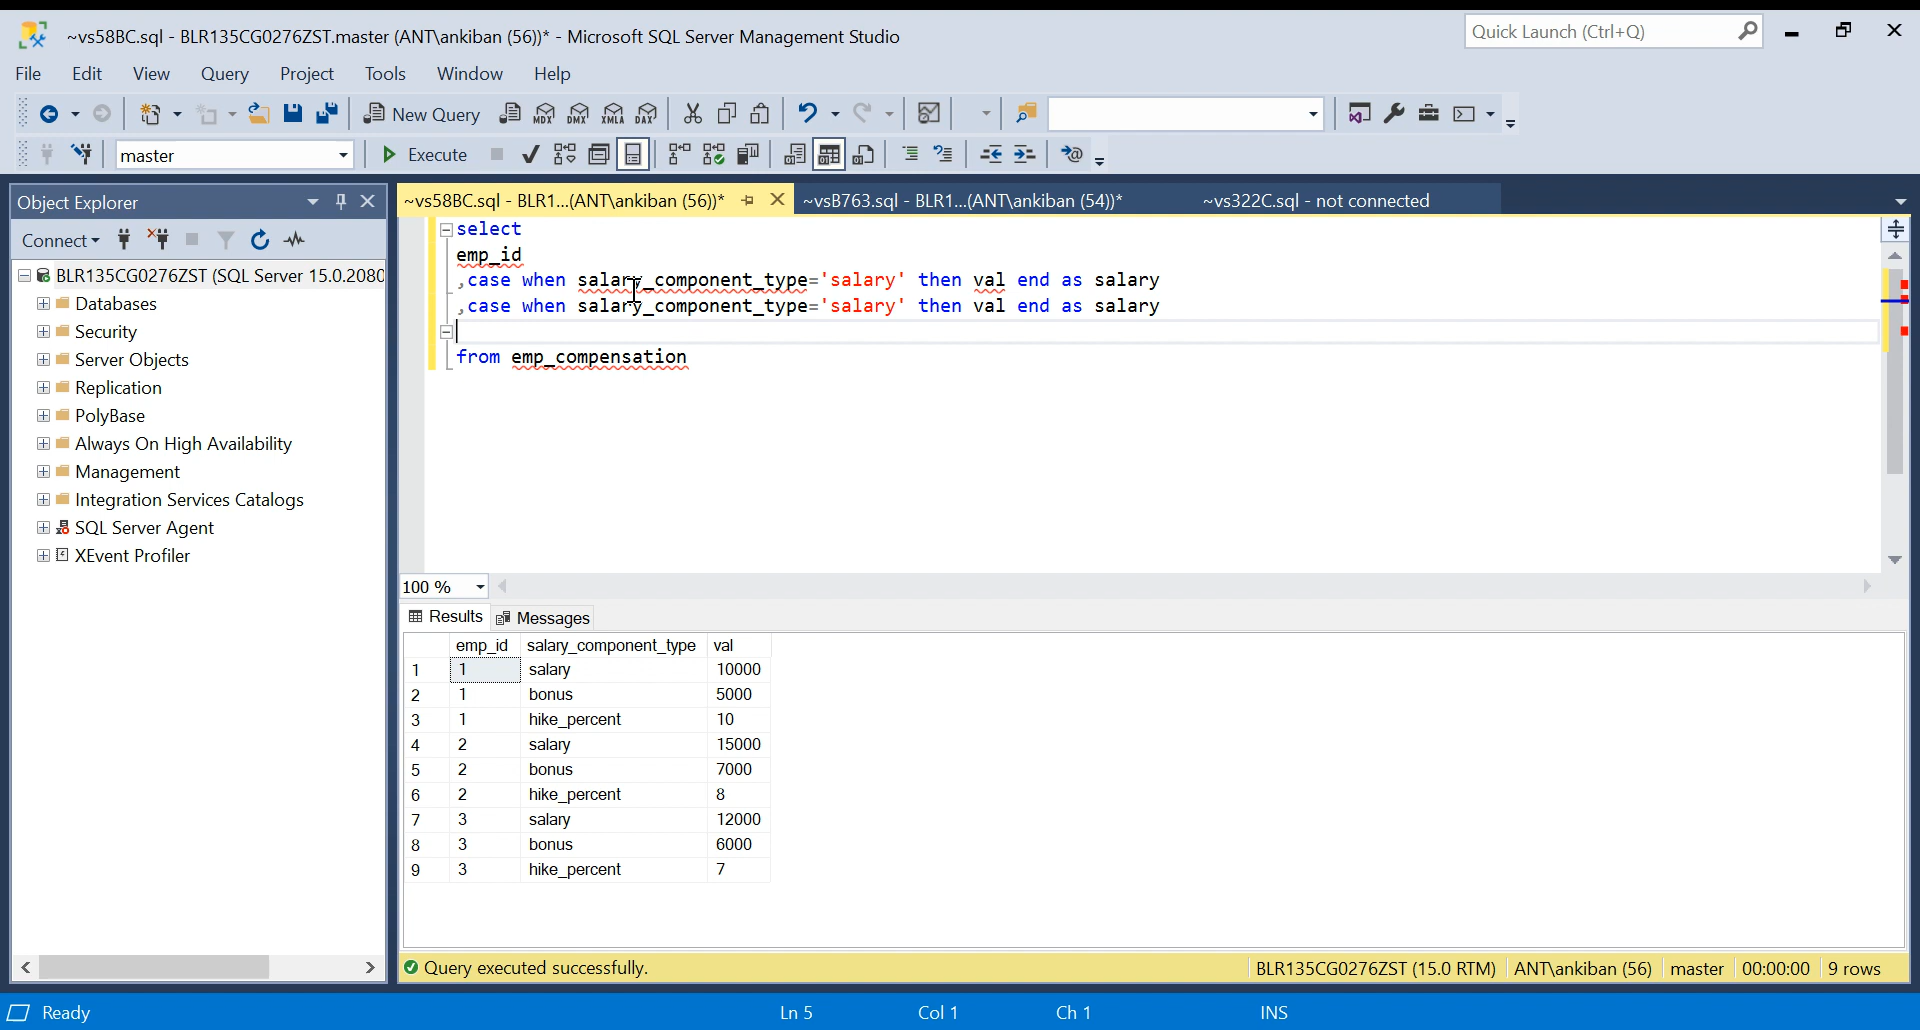 ~vs58BC.sql - BLR135CG0276ZST.master (ANT\ankiban (56))* - Microsoft SQL Server Management Studio
Quick Launch (Ctrl+Q)
File Edit View Query Project Tools Window Help
New Query MDX DMX XMLA DAX
master Execute
Object Explorer
~vs58BC.sql - BLR1...(ANT\ankiban (56))* ~vsB763.sql - BLR1...(ANT\ankiban (54))* ~vs322C.sql - not connected
Connect
BLR135CG0276ZST (SQL Server 15.0.2080
Databases
Security
Server Objects
Replication
PolyBase
Always On High Availability
Management
Integration Services Catalogs
SQL Server Agent
XEvent Profiler
select
emp_id
,case when salary_component_type='salary' then val end as salary
,case when salary_component_type='salary' then val end as salary
from emp_compensation
100 %
Results Messages
emp_id salary_component_type val
1 1 salary 10000
2 1 bonus 5000
3 1 hike_percent 10
4 2 salary 15000
5 2 bonus 7000
6 2 hike_percent 8
7 3 salary 12000
8 3 bonus 6000
9 3 hike_percent 7
Query executed successfully. BLR135CG0276ZST (15.0 RTM) ANT\ankiban (56) master 00:00:00 9 rows
Ready Ln 5 Col 1 Ch 1 INS